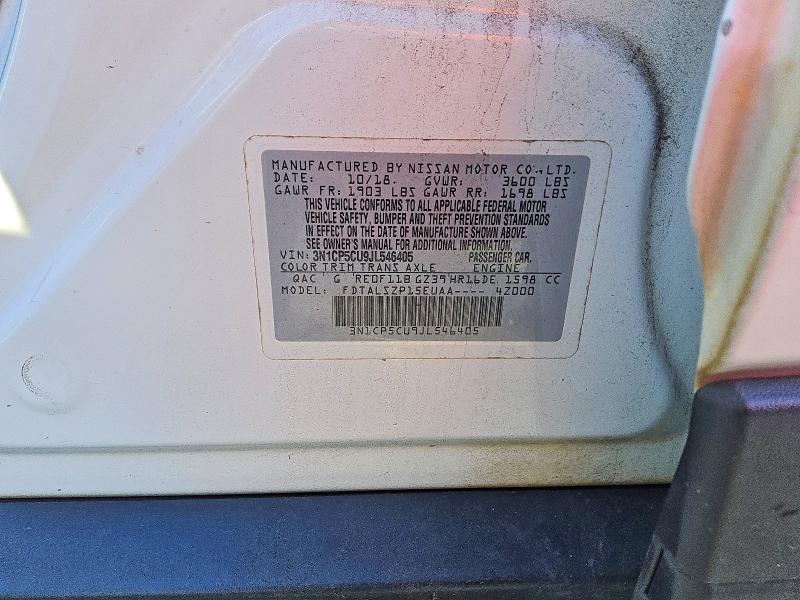 MANUFACTURED BY NISSAN MOTOR CO., LTD.
DATE: 10/18. GVWR: 3600 LBS
GAWR FR: 1903 LBS GAWR RR: 1698 LBS
THIS VEHICLE CONFORMS TO ALL APPLICABLE FEDERAL MOTOR
VEHICLE SAFETY, BUMPER AND THEFT PREVENTION STANDARDS
IN EFFECT ON THE DATE OF MANUFACTURE SHOWN ABOVE.
SEE OWNER'S MANUAL FOR ADDITIONAL INFORMATION.
VIN: 3N1CP5CU9JL546405 PASSENGER CAR.
COLOR TRIM TRANS AXLE ENGINE
QAC G RE0F11B GZ39 HR16DE 1598 CC
MODEL: FDTALSZP15EUAA---- 4Z000
3N1CP5CU9JL546405